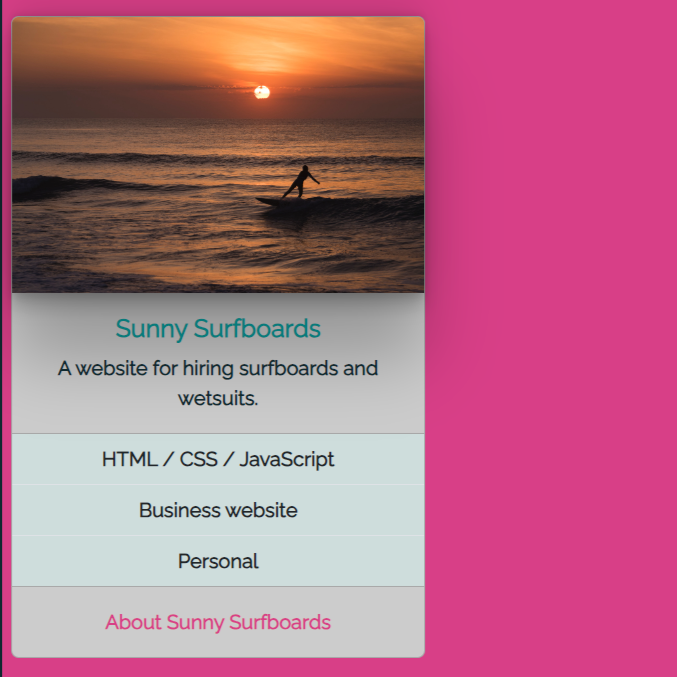 Sunny Surfboards
A website for hiring surfboards and
wetsuits.
HTML / CSS / JavaScript
Business website
Personal
About Sunny Surfboards